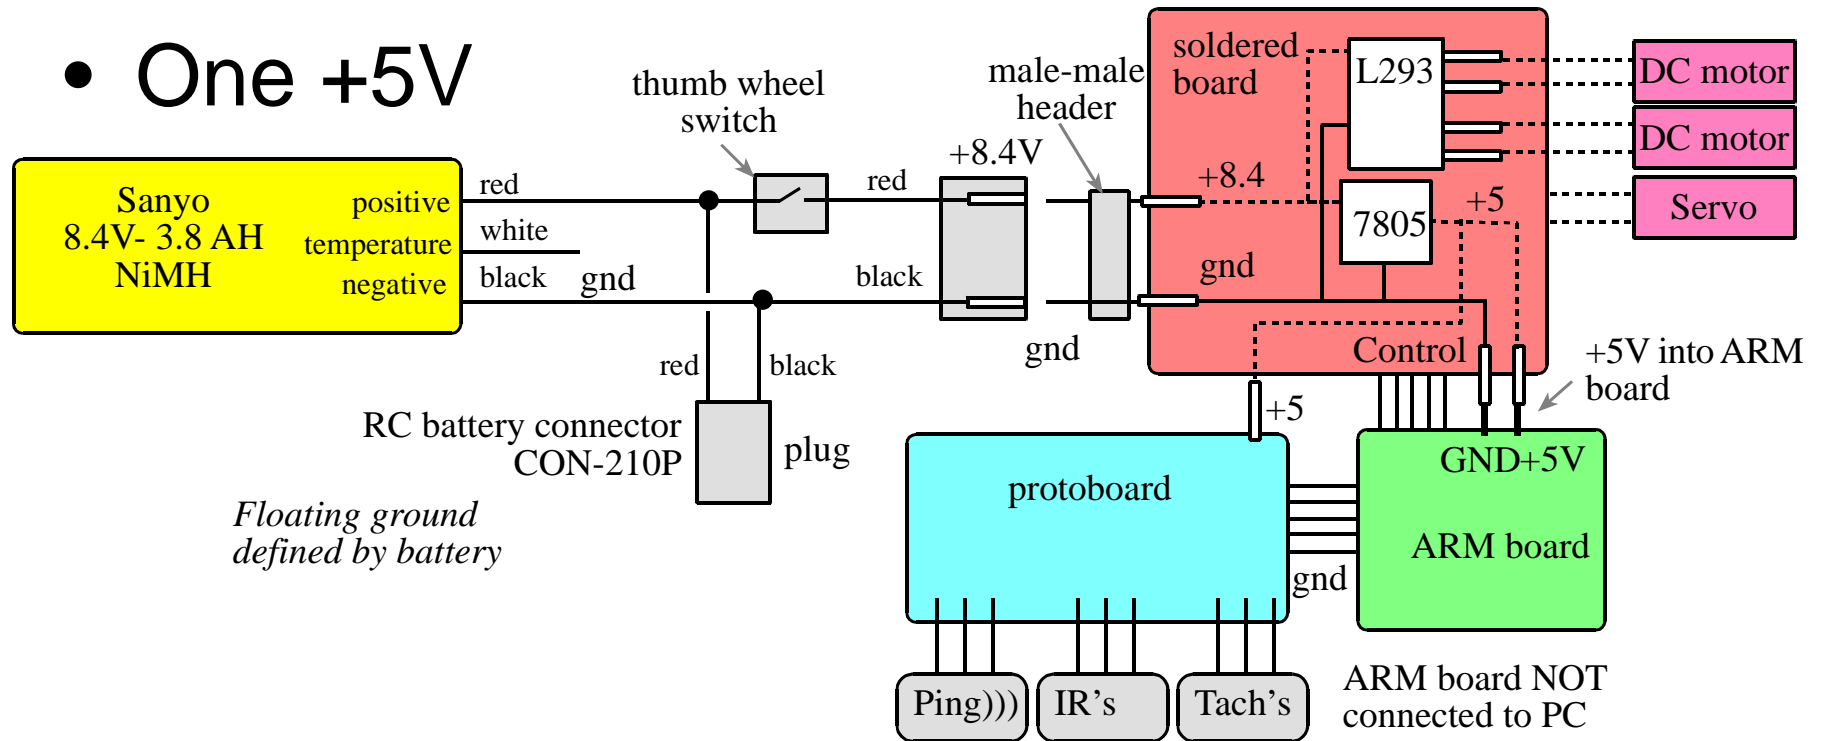 • One +5V
thumb wheel
switch
male-male
header
+8.4V
soldered
board
L293
DC motor
DC motor
Servo
+8.4
7805
+5
gnd
Control
Sanyo
8.4V- 3.8 AH
NiMH
positive
temperature
negative
red
white
black
gnd
red
black
gnd
red
black
RC battery connector
CON-210P
plug
Floating ground
defined by battery
+5V into ARM
board
+5
protoboard
GND+5V
ARM board
gnd
Ping)))
IR's
Tach's
ARM board NOT
connected to PC